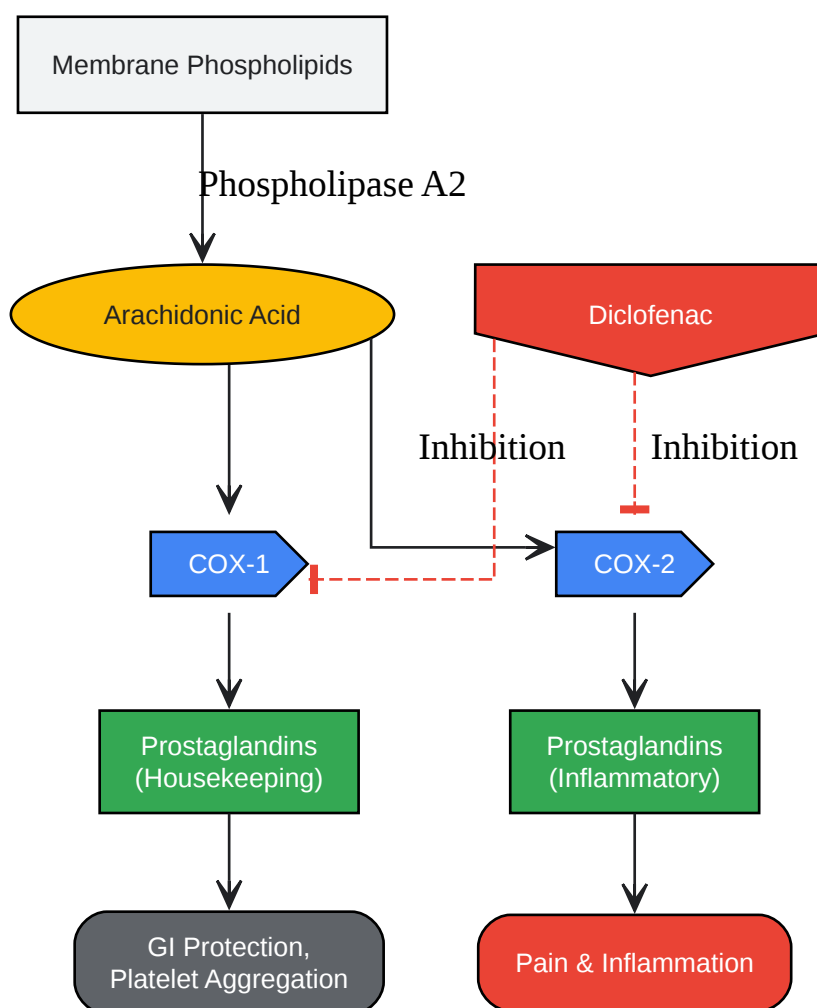 Membrane Phospholipids
Phospholipase A2
Arachidonic Acid
Diclofenac
Inhibition
Inhibition
COX-1
COX-2
Prostaglandins
(Housekeeping)
Prostaglandins
(Inflammatory)
GI Protection,
Platelet Aggregation
Pain & Inflammation